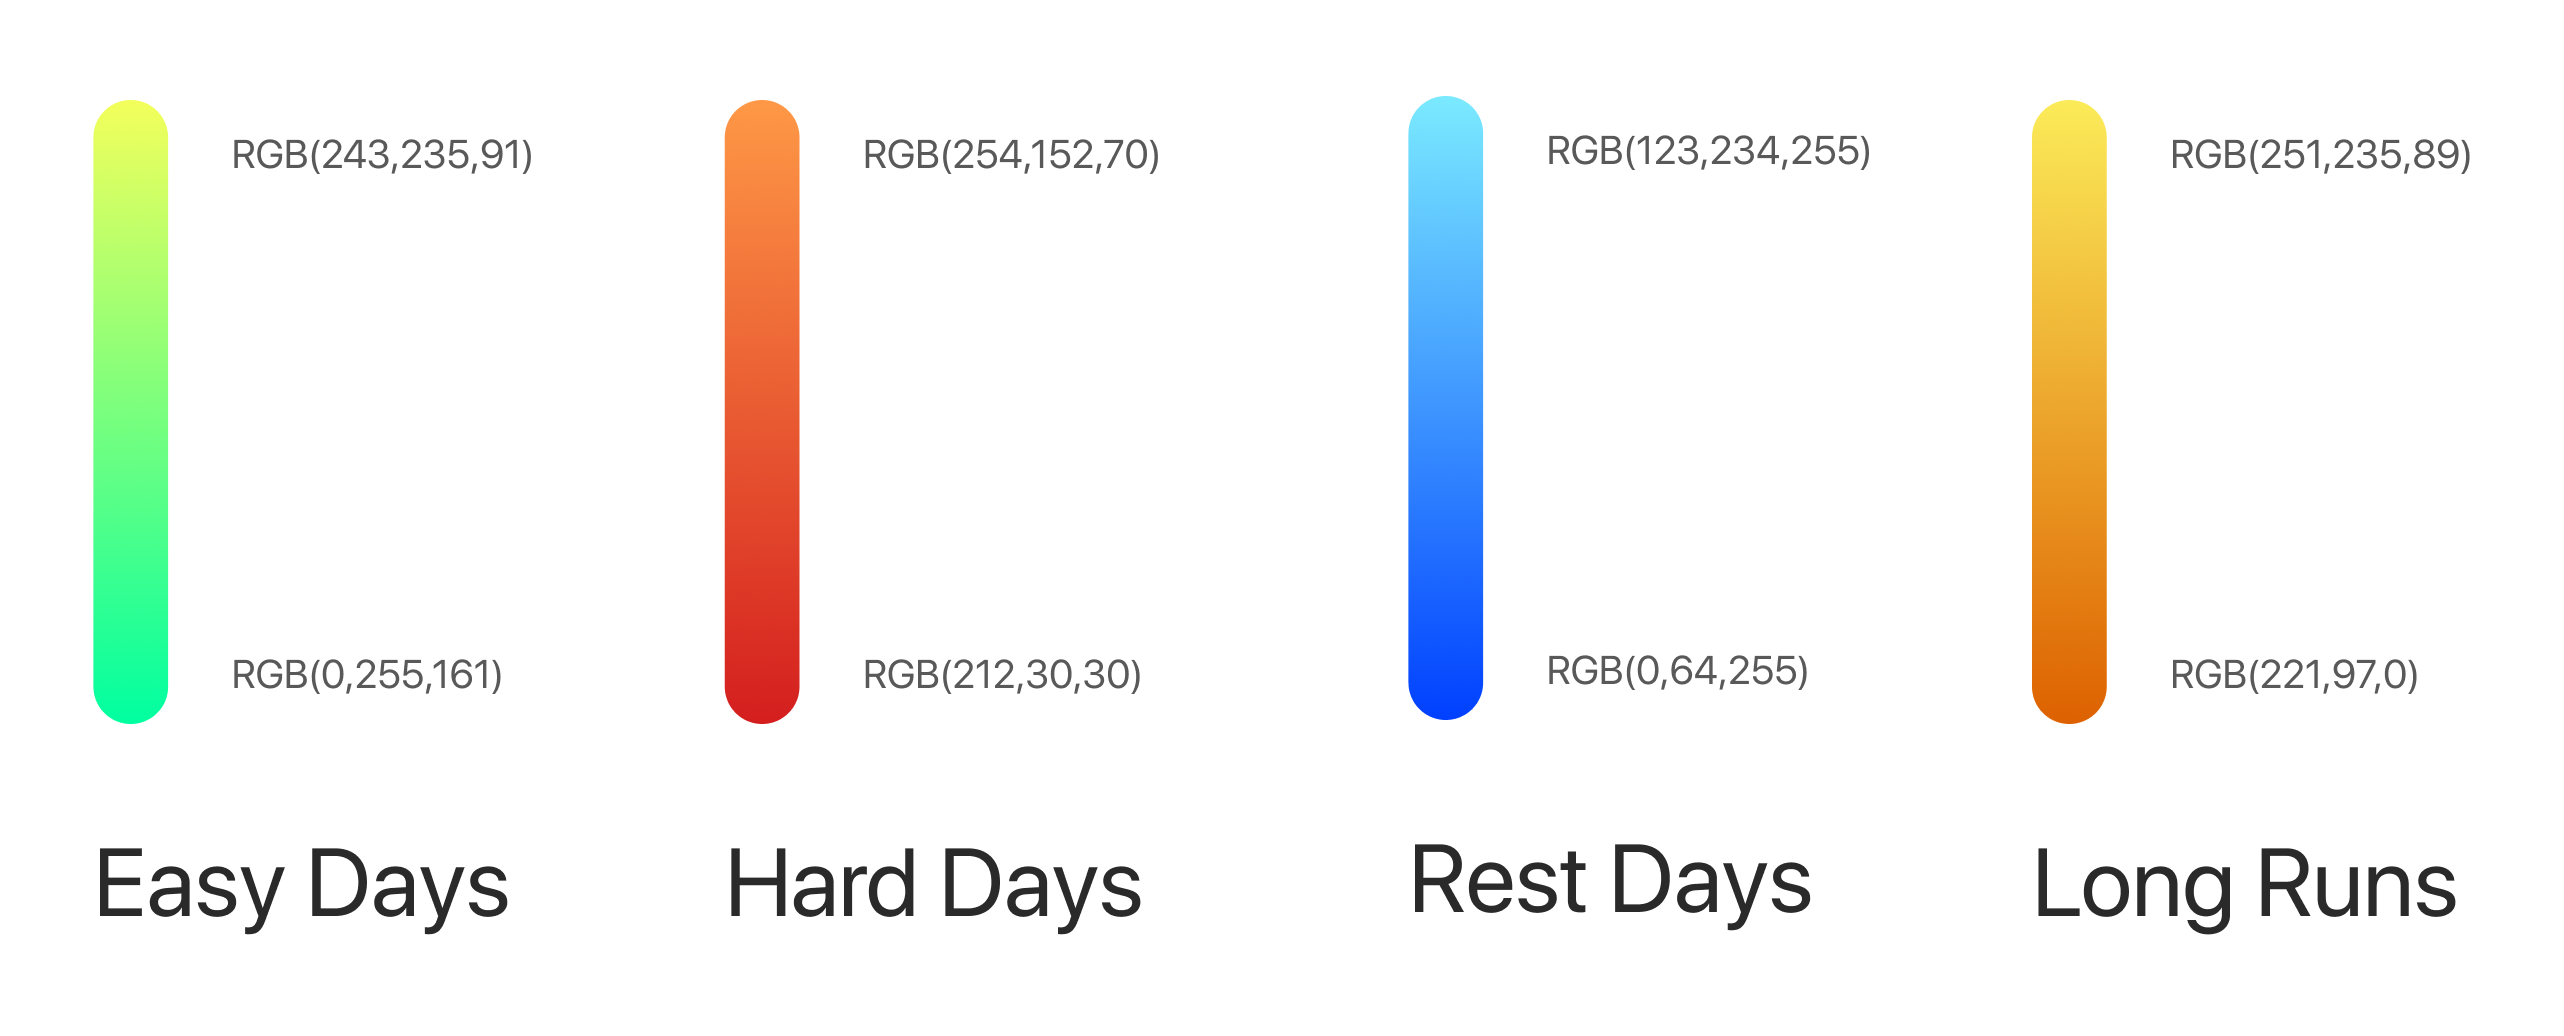 RGB(243,235,91)
RGB(0,255,161)
Easy Days
RGB(254,152,70)
RGB(212,30,30)
Hard Days
RGB(123,234,255)
RGB(0,64,255)
Rest Days
RGB(251,235,89)
RGB(221,97,0)
Long Runs